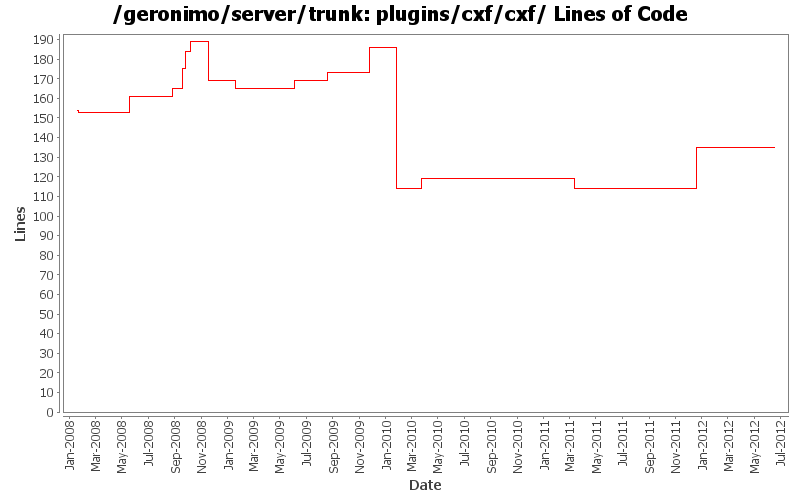 /geronimo/server/trunk: plugins/cxf/cxf/ Lines of Code
190
180
170
160
150
140
130
120
110
100
90
80
70
60
50
40
30
20
10
0
Lines
Jan-2008
Mar-2008
May-2008
Jul-2008
Sep-2008
Nov-2008
Jan-2009
Mar-2009
May-2009
Jul-2009
Sep-2009
Nov-2009
Jan-2010
Mar-2010
May-2010
Jul-2010
Sep-2010
Nov-2010
Jan-2011
Mar-2011
May-2011
Jul-2011
Sep-2011
Nov-2011
Jan-2012
Mar-2012
May-2012
Jul-2012
Date